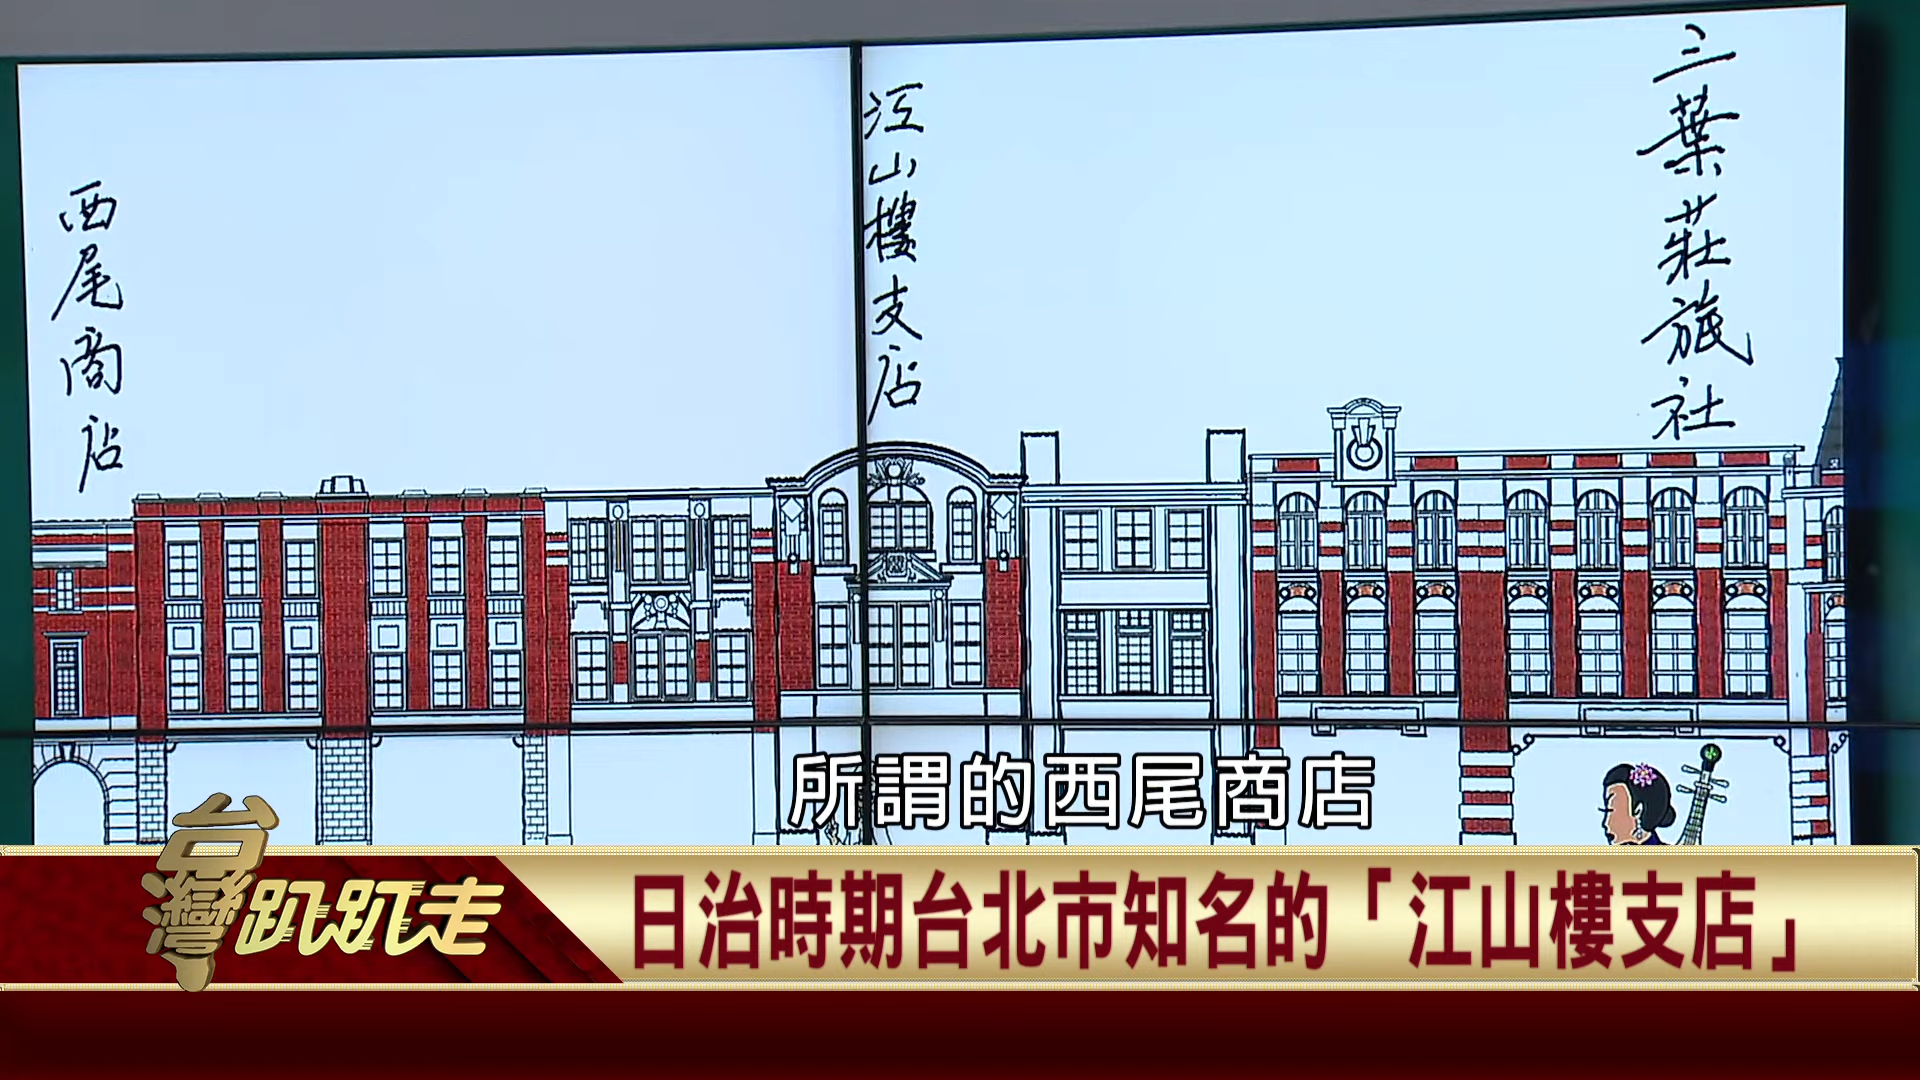 三葉莊旅社
江山樓支店
西尾商店
所謂的西尾商店
台灣趴趴走
日治時期台北市知名的「江山樓支店」